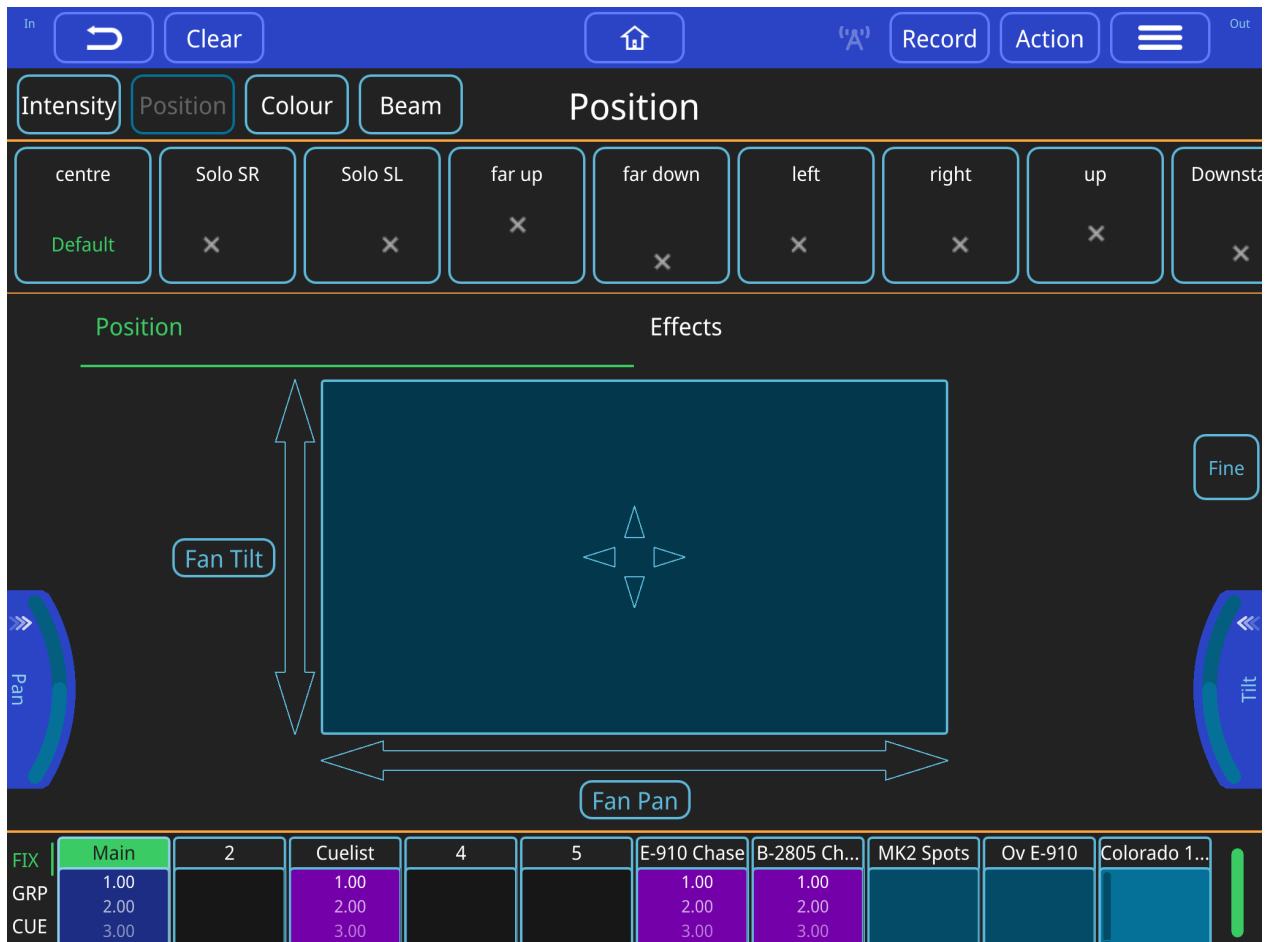 In
Clear
Record
Action
Out
Intensity
Position
Colour
Beam
Position
centre
Default
Solo SR
Solo SL
far up
far down
left
right
up
Downsta
Position
Effects
Fine
Fan Tilt
Pan
Tilt
Fan Pan
FIX
GRP
CUE
Main
1.00
2.00
3.00
2
Cuelist
1.00
2.00
3.00
4
5
E-910 Chase
1.00
2.00
3.00
B-2805 Ch...
1.00
2.00
3.00
MK2 Spots
Ov E-910
Colorado 1...